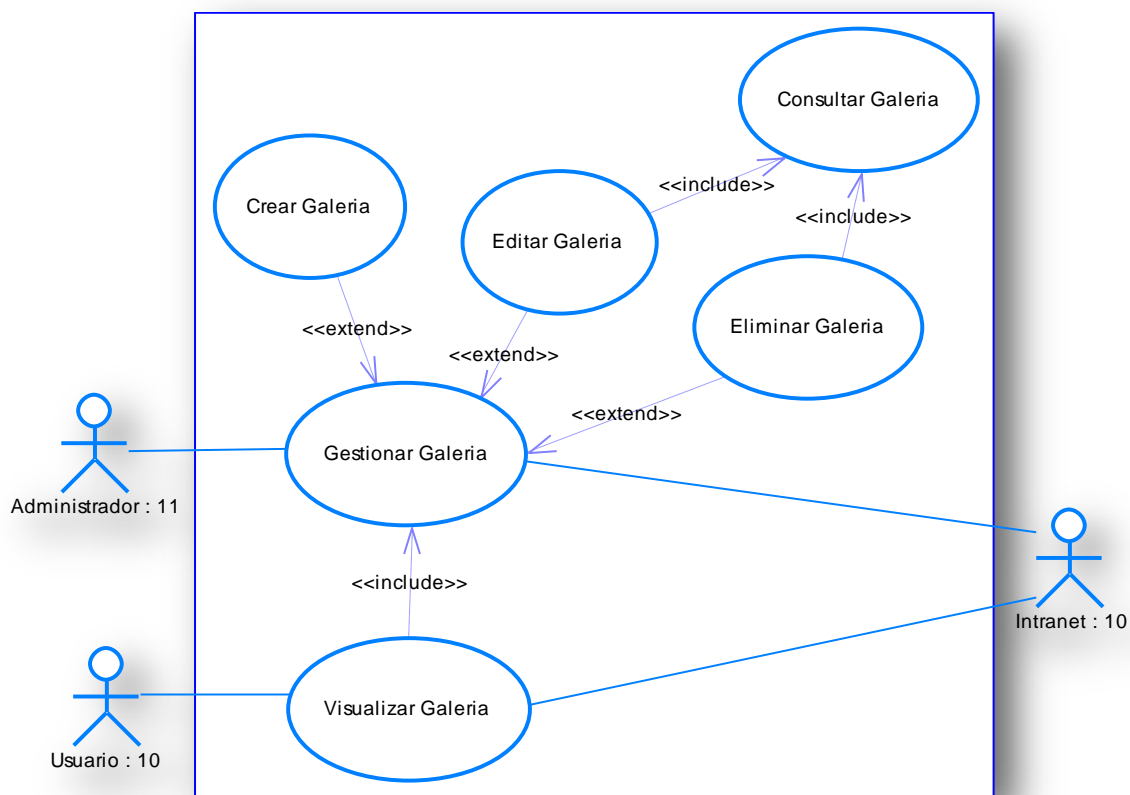 Consultar Galeria
<<include>>
Crear Galeria
Editar Galeria
<<include>>
Eliminar Galeria
<<extend>>
<<extend>>
<<extend>>
Gestionar Galeria
Administrador : 11
<<include>>
Intranet : 10
Visualizar Galeria
Usuario : 10